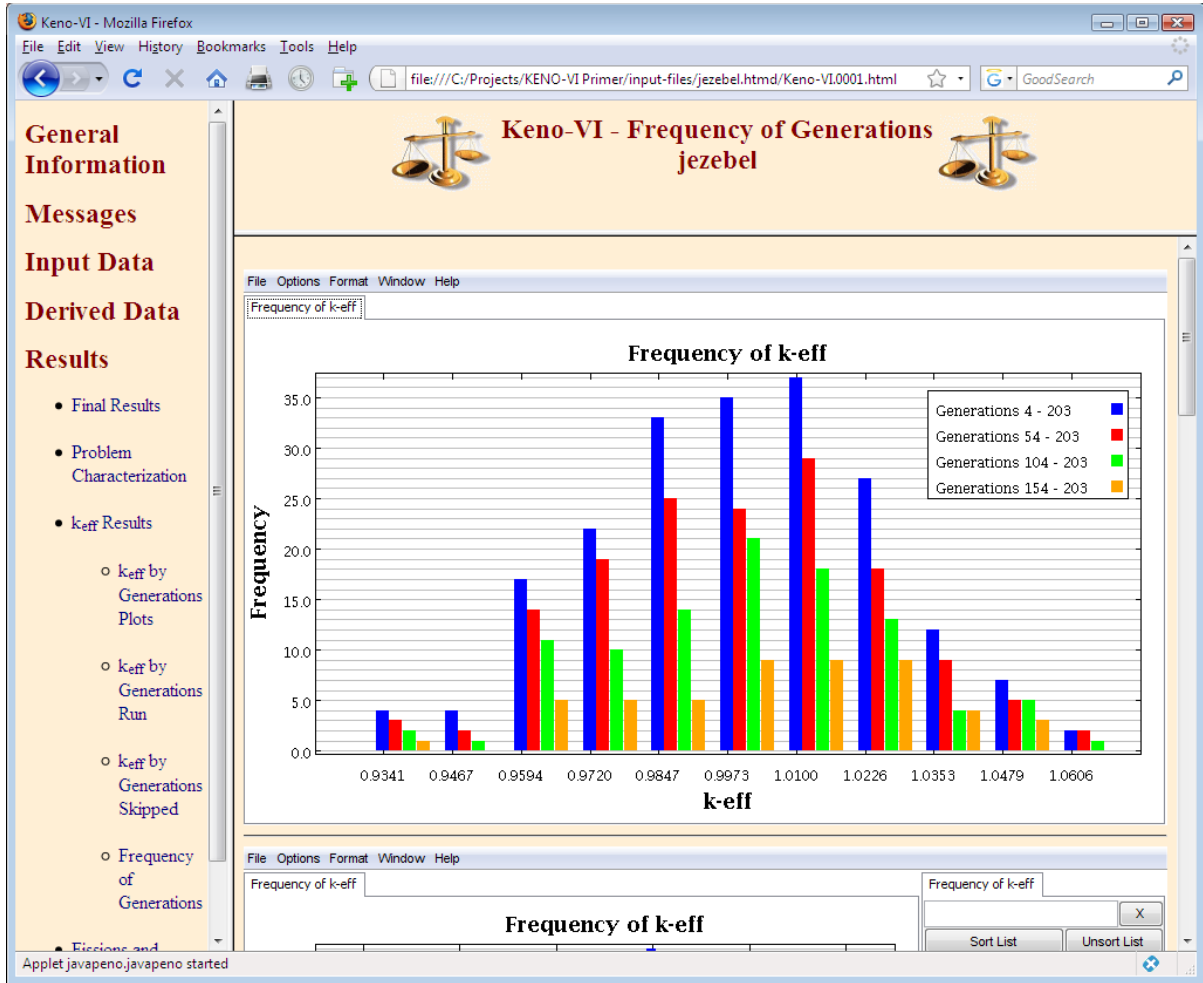 Keno-VI - Mozilla Firefox
File Edit View History Bookmarks Tools Help
file:///C:/Projects/KENO-VI Primer/input-files/jezebel.htmd/Keno-VI.0001.html
G GoodSearch
General
Information
Messages
Input Data
Derived Data
Results
Final Results
Problem
Characterization
keff Results
keff by
Generations
Plots
keff by
Generations
Run
keff by
Generations
Skipped
Frequency
of
Generations
Fissions and
Keno-VI - Frequency of Generations
jezebel
File Options Format Window Help
Frequency of k-eff
Frequency of k-eff
35.0
30.0
25.0
20.0
15.0
10.0
5.0
0.0
Frequency
Generations 4 - 203
Generations 54 - 203
Generations 104 - 203
Generations 154 - 203
0.9341 0.9467 0.9594 0.9720 0.9847 0.9973 1.0100 1.0226 1.0353 1.0479 1.0606
k-eff
File Options Format Window Help
Frequency of k-eff
Frequency of k-eff
Frequency of k-eff
X
Sort List Unsort List
Applet javapeno.javapeno started